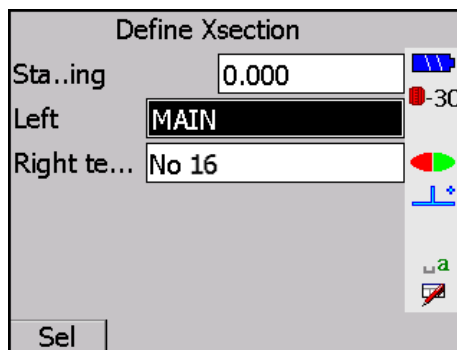 Define Xsection
Sta..ing 0.000
-30
Left MAIN
Right te... No 16
a
Sel